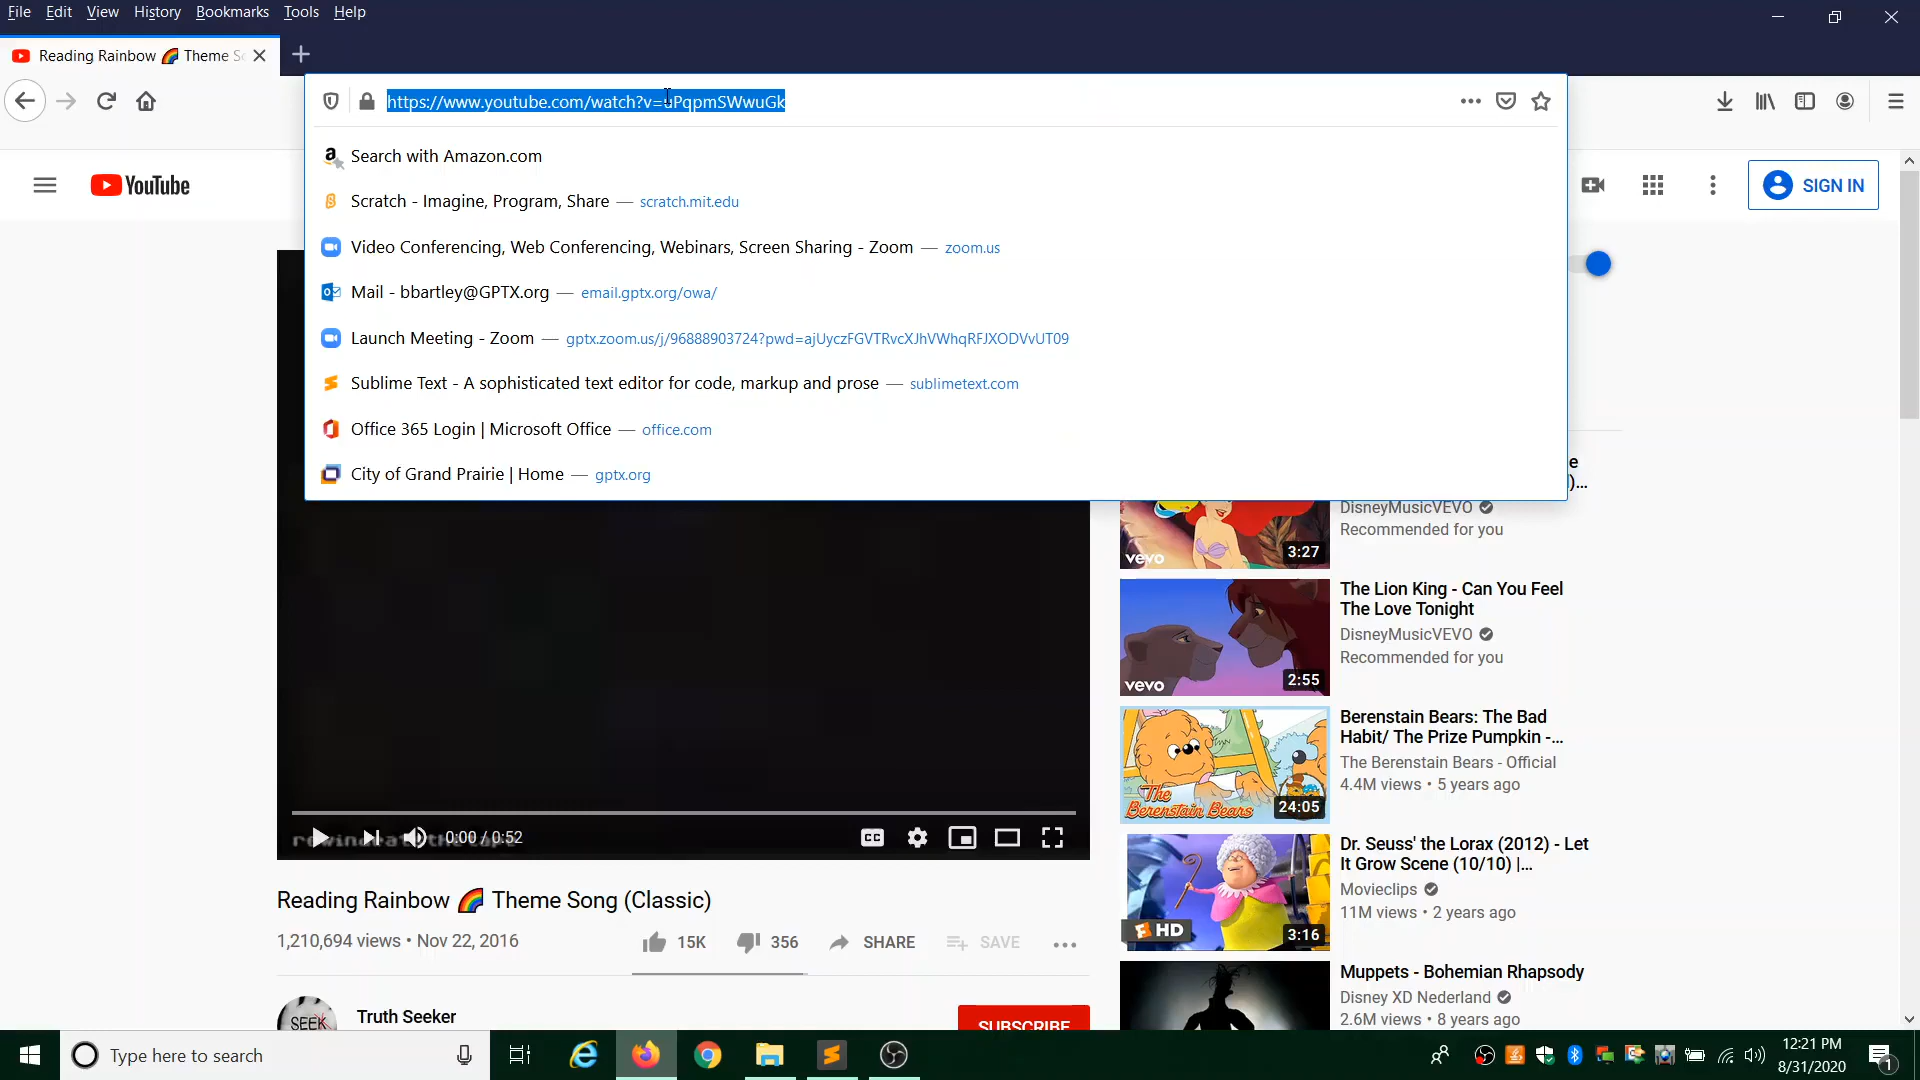 File Edit View History Bookmarks Tools Help
Reading Rainbow 🌈 Theme S
https://www.youtube.com/watch?v=uPqpmSWwuGk
Search with Amazon.com
Scratch - Imagine, Program, Share — scratch.mit.edu
Video Conferencing, Web Conferencing, Webinars, Screen Sharing - Zoom — zoom.us
Mail - bbartley@GPTX.org — email.gptx.org/owa/
Launch Meeting - Zoom — gptx.zoom.us/j/96888903724?pwd=ajUyczFGVTRvcXJhVWhqRFJXODVvUT09
Sublime Text - A sophisticated text editor for code, markup and prose — sublimetext.com
Office 365 Login | Microsoft Office — office.com
City of Grand Prairie | Home — gptx.org
YouTube
SIGN IN
e
)...
DisneyMusicVEVO
Recommended for you
vevo
3:27
The Lion King - Can You Feel
The Love Tonight
DisneyMusicVEVO
Recommended for you
vevo
2:55
Berenstain Bears: The Bad
Habit/ The Prize Pumpkin -...
The Berenstain Bears - Official
4.4M views • 5 years ago
The
Berenstain Bears
24:05
Dr. Seuss' the Lorax (2012) - Let
It Grow Scene (10/10) |...
Movieclips
11M views • 2 years ago
HD
3:16
Muppets - Bohemian Rhapsody
Disney XD Nederland
2.6M views • 8 years ago
0:00 / 0:52
CC
Reading Rainbow 🌈 Theme Song (Classic)
1,210,694 views • Nov 22, 2016
15K
356
SHARE
SAVE
SEEK
Truth Seeker
SUBSCRIBE
Type here to search
12:21 PM
8/31/2020
1